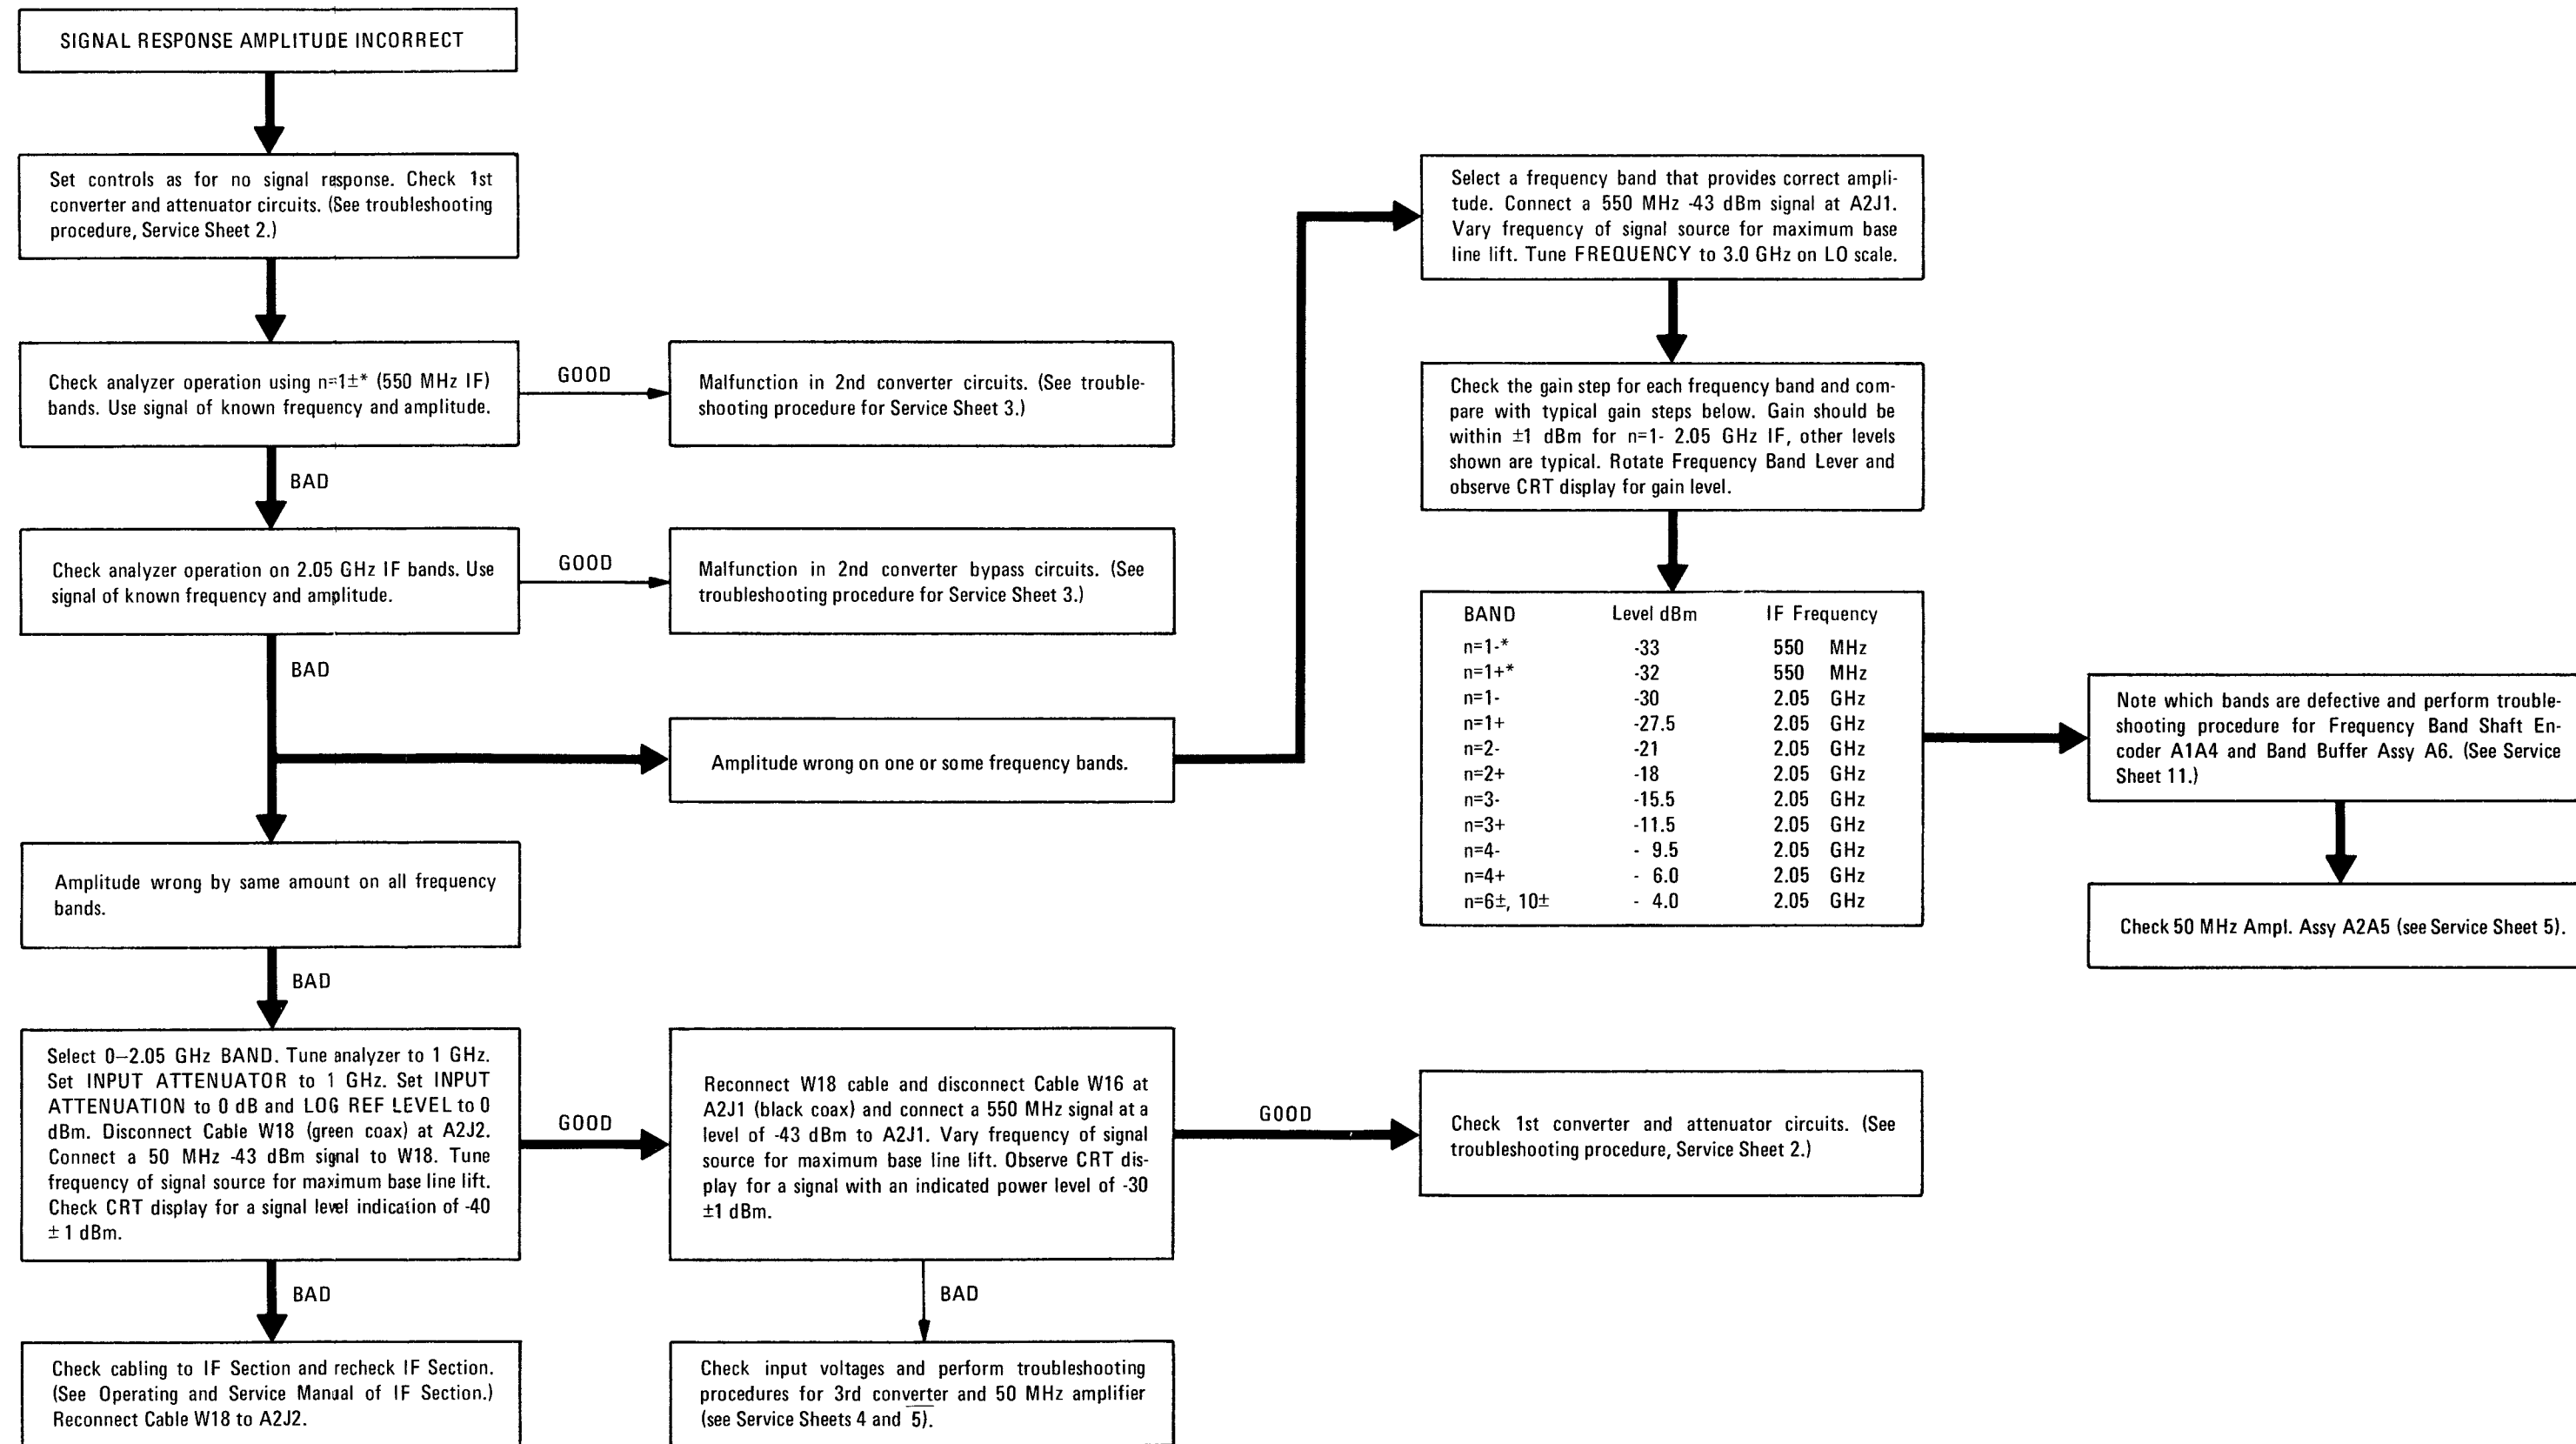 SIGNAL RESPONSE AMPLITUDE INCORRECT
Set controls as for no signal response. Check 1st
converter and attenuator circuits. (See troubleshooting
procedure, Service Sheet 2.)
Check analyzer operation using n=1±* (550 MHz IF)
bands. Use signal of known frequency and amplitude.
GOOD
Malfunction in 2nd converter circuits. (See trouble-
shooting procedure for Service Sheet 3.)
BAD
Check analyzer operation on 2.05 GHz IF bands. Use
signal of known frequency and amplitude.
GOOD
Malfunction in 2nd converter bypass circuits. (See
troubleshooting procedure for Service Sheet 3.)
BAD
Amplitude wrong on one or some frequency bands.
Amplitude wrong by same amount on all frequency
bands.
BAD
Select 0–2.05 GHz BAND. Tune analyzer to 1 GHz.
Set INPUT ATTENUATOR to 1 GHz. Set INPUT
ATTENUATION to 0 dB and LOG REF LEVEL to 0
dBm. Disconnect Cable W18 (green coax) at A2J2.
Connect a 50 MHz -43 dBm signal to W18. Tune
frequency of signal source for maximum base line lift.
Check CRT display for a signal level indication of -40
± 1 dBm.
GOOD
Reconnect W18 cable and disconnect Cable W16 at
A2J1 (black coax) and connect a 550 MHz signal at a
level of -43 dBm to A2J1. Vary frequency of signal
source for maximum base line lift. Observe CRT dis-
play for a signal with an indicated power level of -30
±1 dBm.
GOOD
Check 1st converter and attenuator circuits. (See
troubleshooting procedure, Service Sheet 2.)
BAD
Check cabling to IF Section and recheck IF Section.
(See Operating and Service Manual of IF Section.)
Reconnect Cable W18 to A2J2.
BAD
Check input voltages and perform troubleshooting
procedures for 3rd converter and 50 MHz amplifier
(see Service Sheets 4 and 5).
Select a frequency band that provides correct ampli-
tude. Connect a 550 MHz -43 dBm signal at A2J1.
Vary frequency of signal source for maximum base
line lift. Tune FREQUENCY to 3.0 GHz on LO scale.
Check the gain step for each frequency band and com-
pare with typical gain steps below. Gain should be
within ±1 dBm for n=1- 2.05 GHz IF, other levels
shown are typical. Rotate Frequency Band Lever and
observe CRT display for gain level.
BAND Level dBm IF Frequency
n=1-* -33 550 MHz
n=1+* -32 550 MHz
n=1- -30 2.05 GHz
n=1+ -27.5 2.05 GHz
n=2- -21 2.05 GHz
n=2+ -18 2.05 GHz
n=3- -15.5 2.05 GHz
n=3+ -11.5 2.05 GHz
n=4- - 9.5 2.05 GHz
n=4+ - 6.0 2.05 GHz
n=6±, 10± - 4.0 2.05 GHz
Note which bands are defective and perform trouble-
shooting procedure for Frequency Band Shaft En-
coder A1A4 and Band Buffer Assy A6. (See Service
Sheet 11.)
Check 50 MHz Ampl. Assy A2A5 (see Service Sheet 5).